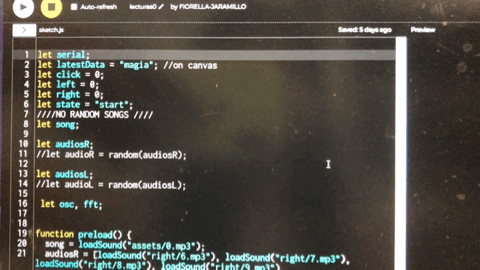 Auto-refresh lecturas0 by FIORELLA-JARAMILLO
sketch.js Saved: 5 days ago Preview
1 let serial;
2 let latestData = "magia"; //on canvas
3 let click = 0;
4 let left = 0;
5 let right = 0;
6 let state = "start";
7 ////NO RANDOM SONGS ////
8 let song;
9
10 let audiosR;
11 //let audioR = random(audiosR);
12
13 let audiosL;
14 //let audioL = random(audiosL);
15
16 let osc, fft;
17
18
19 function preload() {
20 song = loadSound("assets/0.mp3");
21 audiosR = [loadSound("right/6.mp3"), loadSound("right/7.mp3"),
loadSound("right/8.mp3"), loadSound("right/9.mp3")